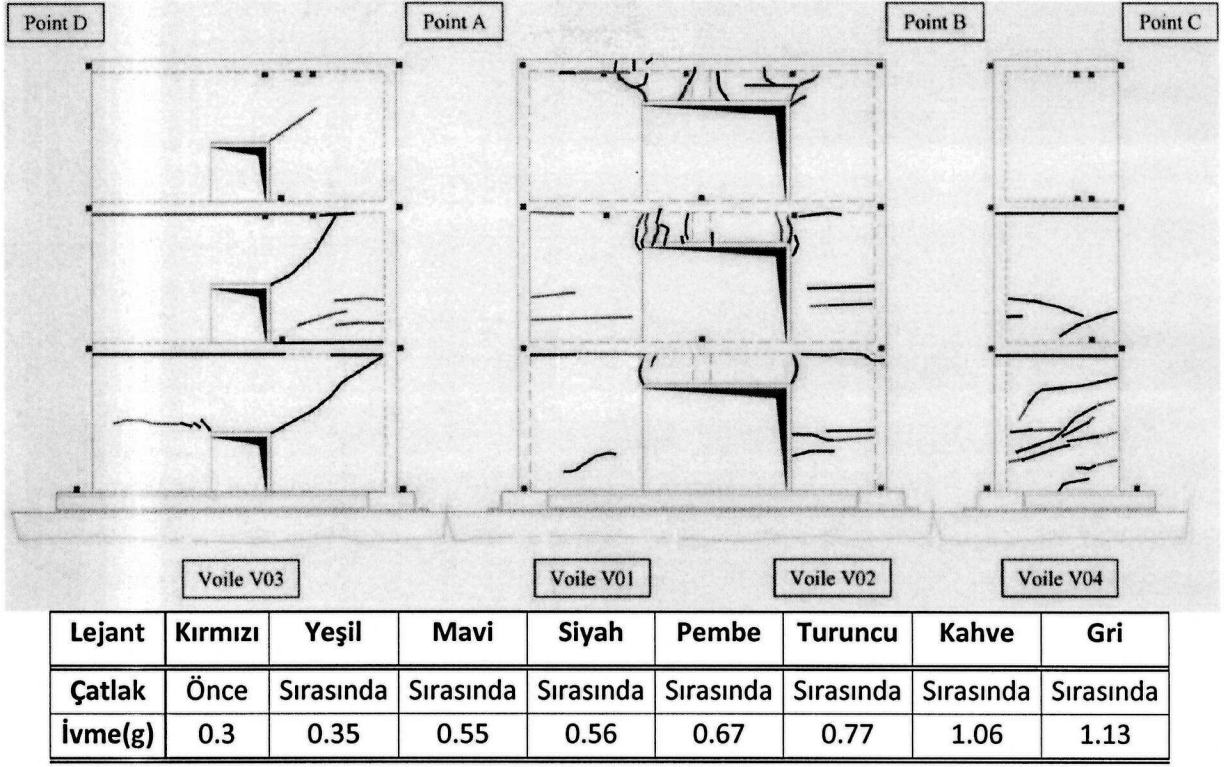 Point D Point A Point B Point C
Voile V03 Voile V01 Voile V02 Voile V04
Lejant Kırmızı Yeşil Mavi Siyah Pembe Turuncu Kahve Gri
Çatlak Önce Sırasında Sırasında Sırasında Sırasında Sırasında Sırasında Sırasında
İvme(g) 0.3 0.35 0.55 0.56 0.67 0.77 1.06 1.13